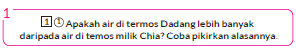 1
1 ① Apakah air di termos Dadang lebih banyak
daripada air di temos milik Chia? Coba pikirkan alasannya.